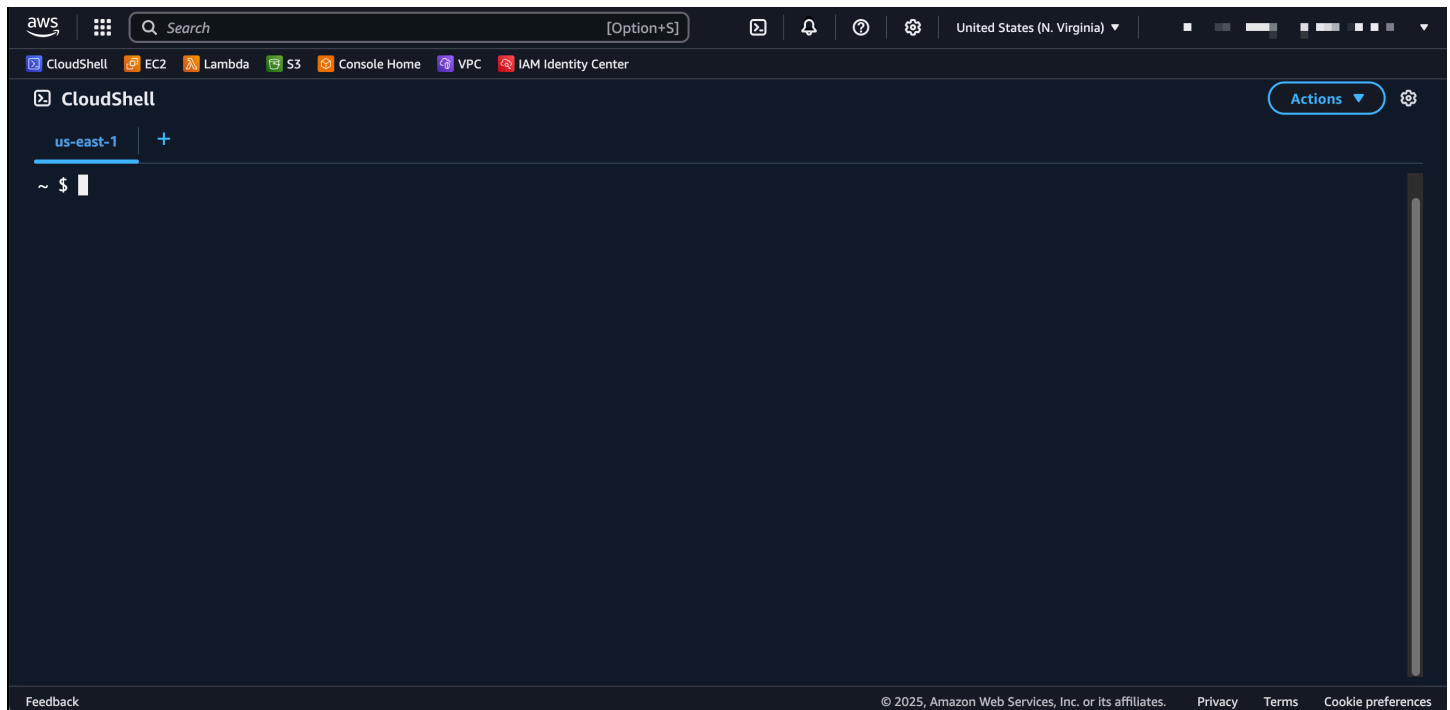 aws Search [Option+S] United States (N. Virginia)
CloudShell EC2 Lambda S3 Console Home VPC IAM Identity Center
CloudShell Actions
us-east-1 +
~ $
Feedback © 2025, Amazon Web Services, Inc. or its affiliates. Privacy Terms Cookie preferences